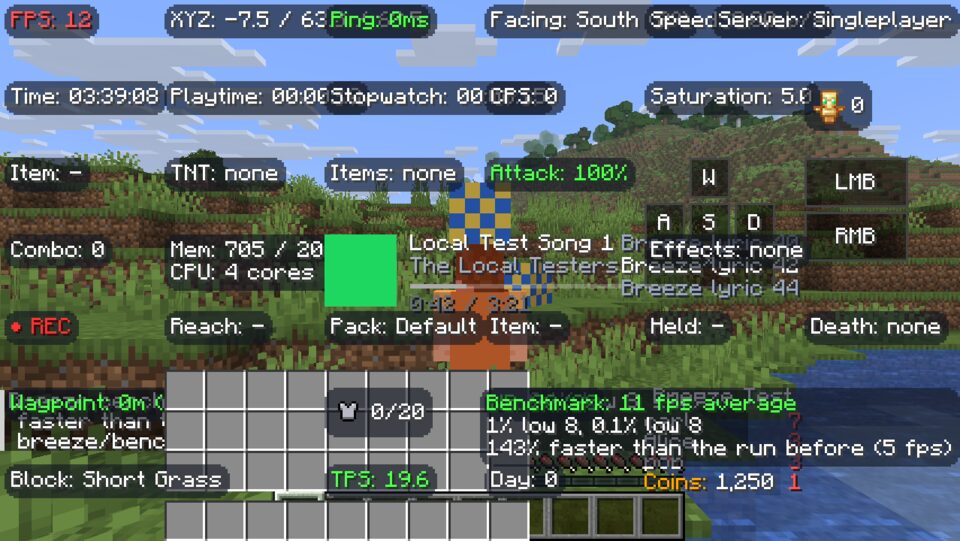 FPS: 12
XYZ: -7.5 / 63
Ping: 0ms
Facing: South
Speed
Server: Singleplayer
Time: 03:39:08
Playtime: 00:00
Stopwatch: 00
CPS: 0
Saturation: 5.0
0
Item: -
TNT: none
Items: none
Attack: 100%
W
LMB
A S D
RMB
Combo: 0
Mem: 705 / 20
CPU: 4 cores
Local Test Song 1
The Local Testers
0:42 / 3:21
Effects: none
Breeze lyric 42
Breeze lyric 44
● REC
Reach: -
Pack: Default
Item: -
Held: -
Death: none
Waypoint: 0m
faster than
breeze/benc
0/20
Breeze Test
Benchmark: 11 fps average
1% low 8, 0.1% low 8
143% faster than the run before (5 fps)
Block: Short Grass
TPS: 19.6
Day: 0
Coins: 1,250
1